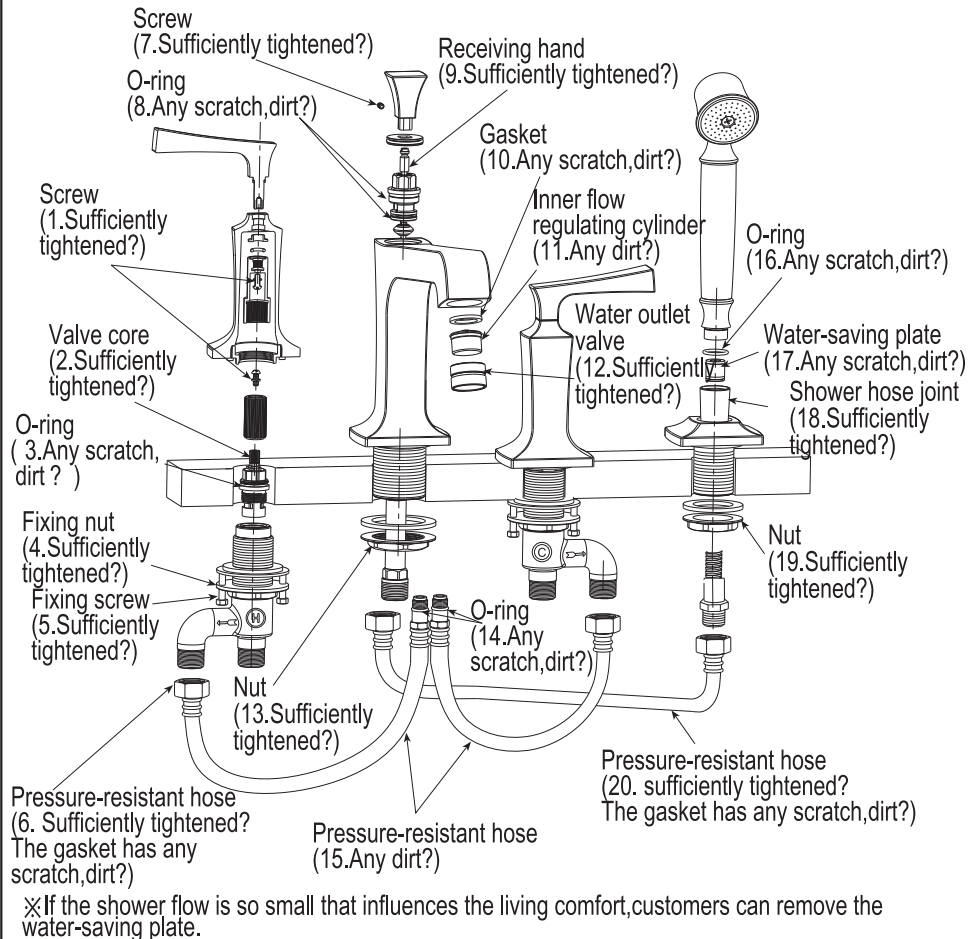 Screw
(7.Sufficiently tightened?)
O-ring
(8.Any scratch,dirt?)
Receiving hand
(9.Sufficiently tightened?)
Gasket
(10.Any scratch,dirt?)
Screw
(1.Sufficiently
tightened?)
Inner flow
regulating cylinder
(11.Any dirt?)
O-ring
(16.Any scratch,dirt?)
Valve core
(2.Sufficiently
tightened?)
Water outlet
valve
(12.Sufficiently
tightened?)
Water-saving plate
(17.Any scratch,dirt?)
Shower hose joint
(18.Sufficiently
tightened?)
O-ring
( 3.Any scratch,
dirt ? )
Fixing nut
(4.Sufficiently
tightened?)
Fixing screw
(5.Sufficiently
tightened?)
H
C
Nut
(19.Sufficiently
tightened?)
O-ring
(14.Any
scratch,dirt?)
Nut
(13.Sufficiently
tightened?)
Pressure-resistant hose
(6. Sufficiently tightened?
The gasket has any
scratch,dirt?)
Pressure-resistant hose
(15.Any dirt?)
Pressure-resistant hose
(20. sufficiently tightened?
The gasket has any scratch,dirt?)
※If the shower flow is so small that influences the living comfort,customers can remove the
water-saving plate.